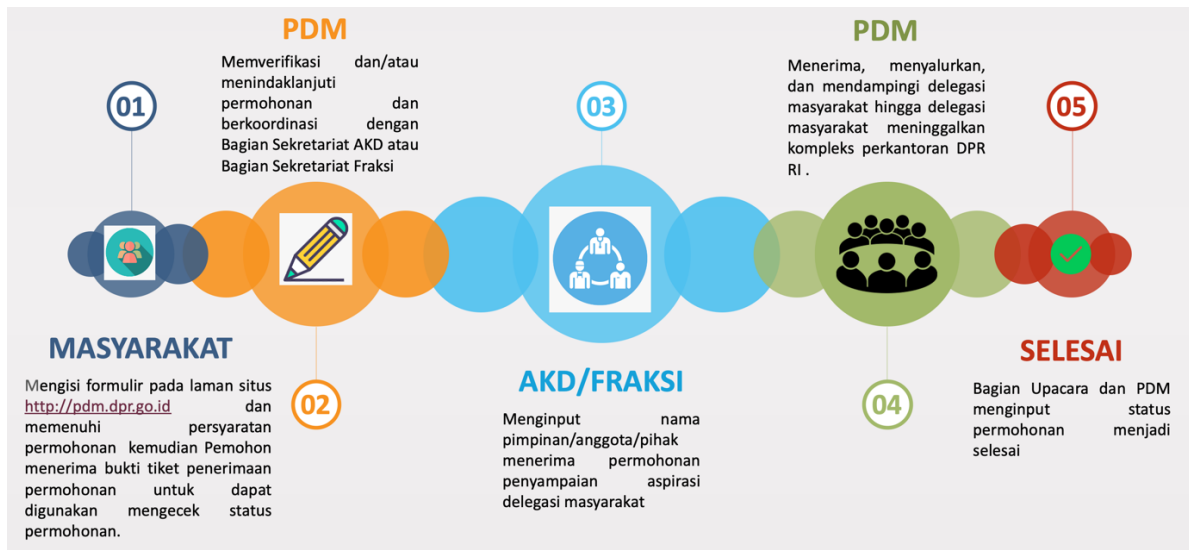 01
MASYARAKAT
Mengisi formulir pada laman situs
http://pdm.dpr.go.id dan
memenuhi persyaratan
permohonan kemudian Pemohon
menerima bukti tiket penerimaan
permohonan untuk dapat
digunakan mengecek status
permohonan.
PDM
Memverifikasi dan/atau
menindaklanjuti
permohonan dan
berkoordinasi dengan
Bagian Sekretariat AKD atau
Bagian Sekretariat Fraksi
02
03
AKD/FRAKSI
Menginput nama
pimpinan/anggota/pihak
menerima permohonan
penyampaian aspirasi
delegasi masyarakat
PDM
Menerima, menyalurkan,
dan mendampingi delegasi
masyarakat hingga delegasi
masyarakat meninggalkan
kompleks perkantoran DPR
RI .
04
05
SELESAI
Bagian Upacara dan PDM
menginput status
permohonan menjadi
selesai